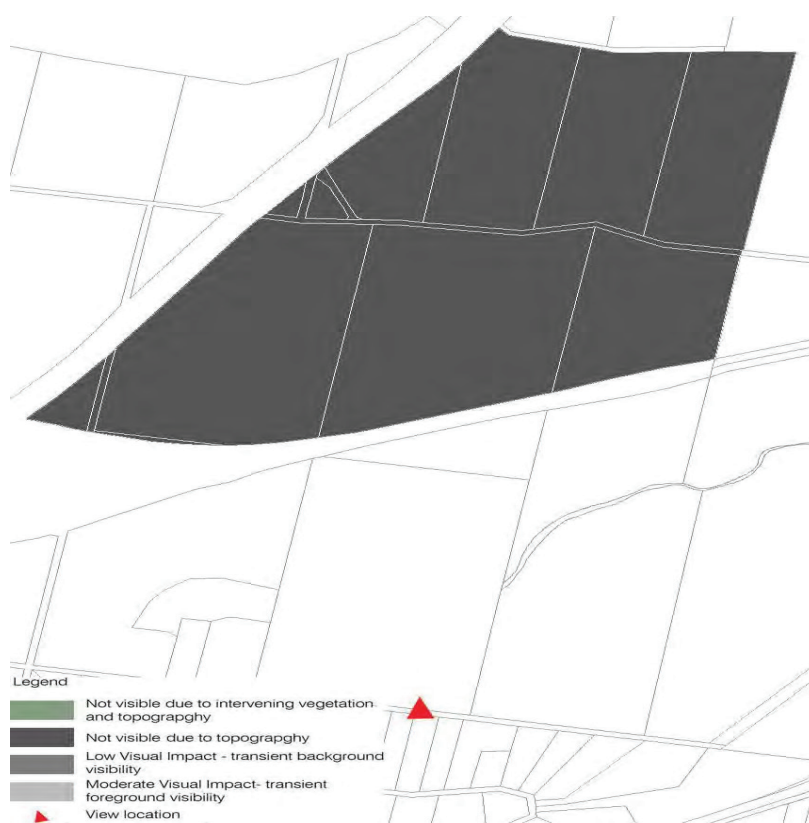 Legend
Not visible due to intervening vegetation
and topograpghy
Not visible due to topograpghy
Low Visual Impact - transient background
visibility
Moderate Visual Impact- transient
foreground visibility
View location